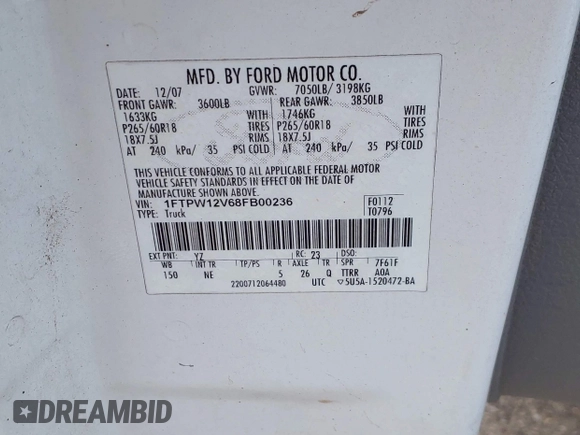 MFD. BY FORD MOTOR CO.
DATE: 12/07 GVWR: 7050LB/ 3198KG
FRONT GAWR: 3600LB REAR GAWR: 3850LB
1633KG WITH 1746KG WITH
P265/60R18 TIRES P265/60R18 TIRES
18X7.5J RIMS 18X7.5J RIMS
AT 240 kPa/ 35 PSI COLD AT 240 kPa/ 35 PSI COLD
THIS VEHICLE CONFORMS TO ALL APPLICABLE FEDERAL MOTOR
VEHICLE SAFETY STANDARDS IN EFFECT ON THE DATE OF
MANUFACTURE SHOWN ABOVE.
VIN: 1FTPW12V68FB00236 F0112
TYPE: Truck T0796
EXT PNT: YZ RC: 23 DSO:
WB INT TR TP/PS R AXLE TR SPR 7F61F
150 NE 5 26 Q TTRR A0A
2200712064480 UTC ▽5U5A-1520472-BA
DREAMBID